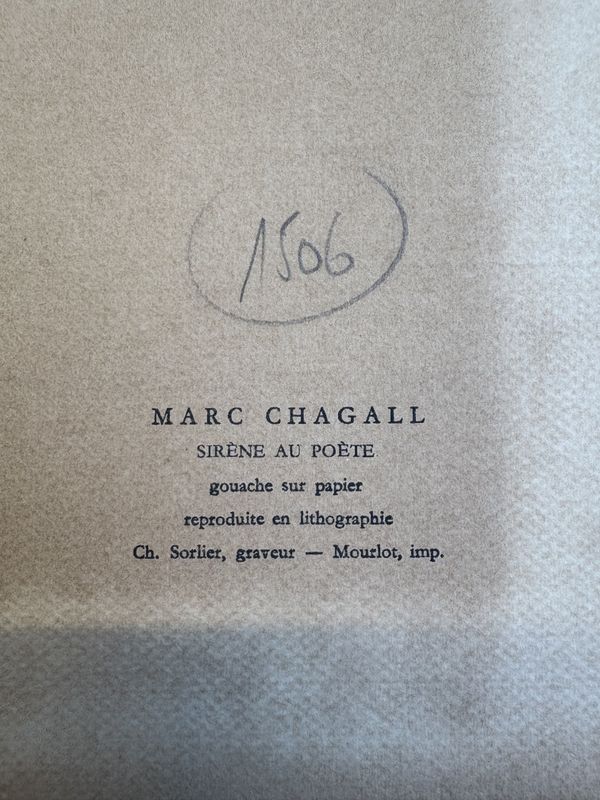 1506
MARC CHAGALL
SIRÈNE AU POÈTE
gouache sur papier
reproduite en lithographie
Ch. Sorlier, graveur — Mourlot, imp.